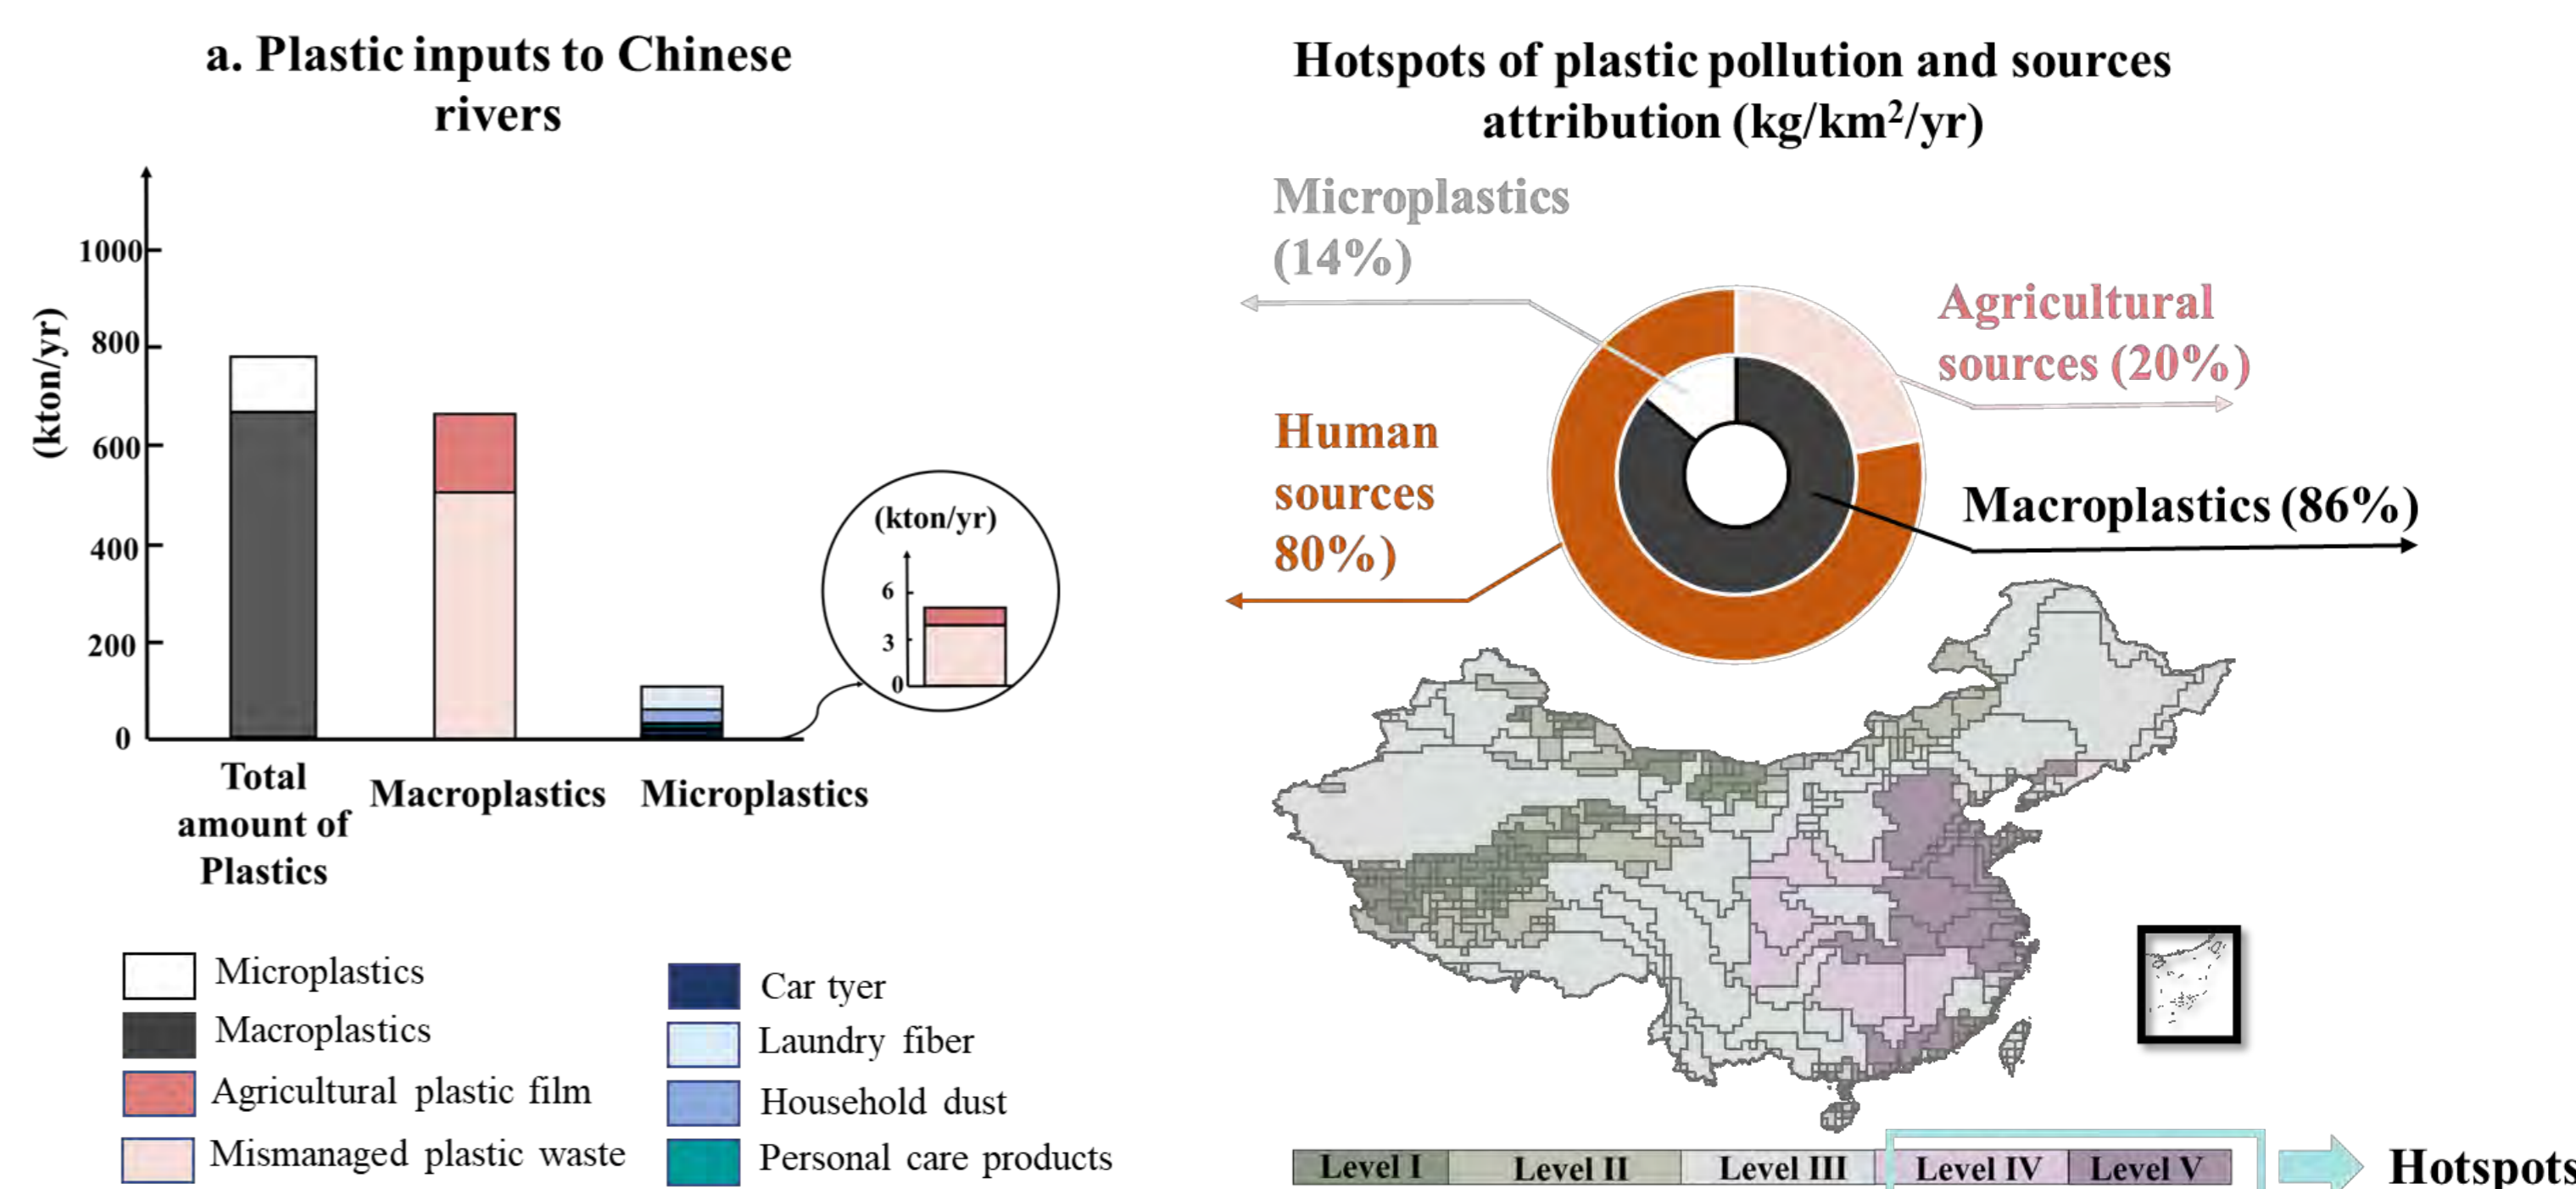 a. Plastic inputs to Chinese
rivers
(kton/yr)
1000
800
600
400
200
0
Total
amount of
Plastics
Macroplastics
Microplastics
(kton/yr)
6
3
0
Microplastics
Macroplastics
Agricultural plastic film
Mismanaged plastic waste
Car tyer
Laundry fiber
Household dust
Personal care products
Hotspots of plastic pollution and sources
attribution (kg/km²/yr)
Microplastics
(14%)
Agricultural
sources (20%)
Human
sources
80%)
Macroplastics (86%)
Level I
Level II
Level III
Level IV
Level V
Hotspots